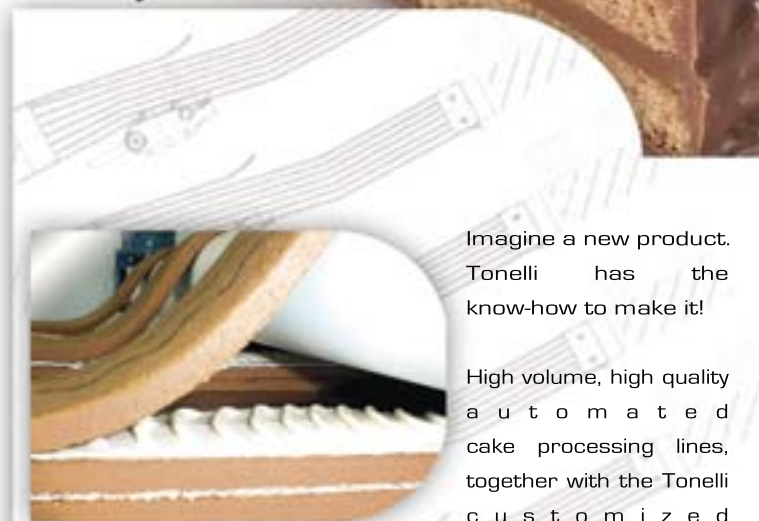 Imagine a new product.
Tonelli has the
know-how to make it!
High volume, high quality
automated
cake processing lines,
together with the Tonelli
customized